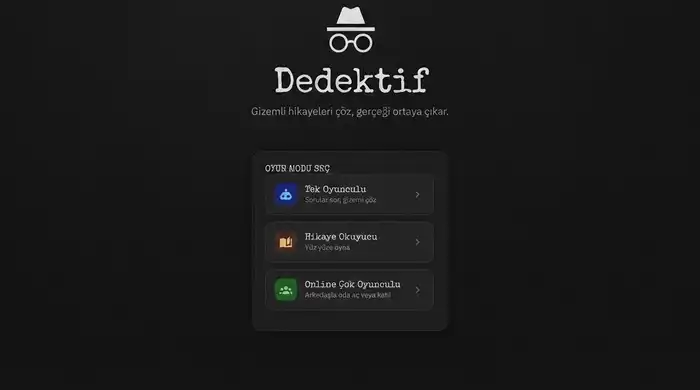 Dedektif
Gizemli hikayeleri çöz, gerçeği ortaya çıkar.
OYUN MODU SEÇ
Tek Oyunculu
Sorular sor, gizemi çöz
Hikaye Okuyucu
Yüz yüze oyna
Online Çok Oyunculu
Arkadaşla oda aç veya katıl